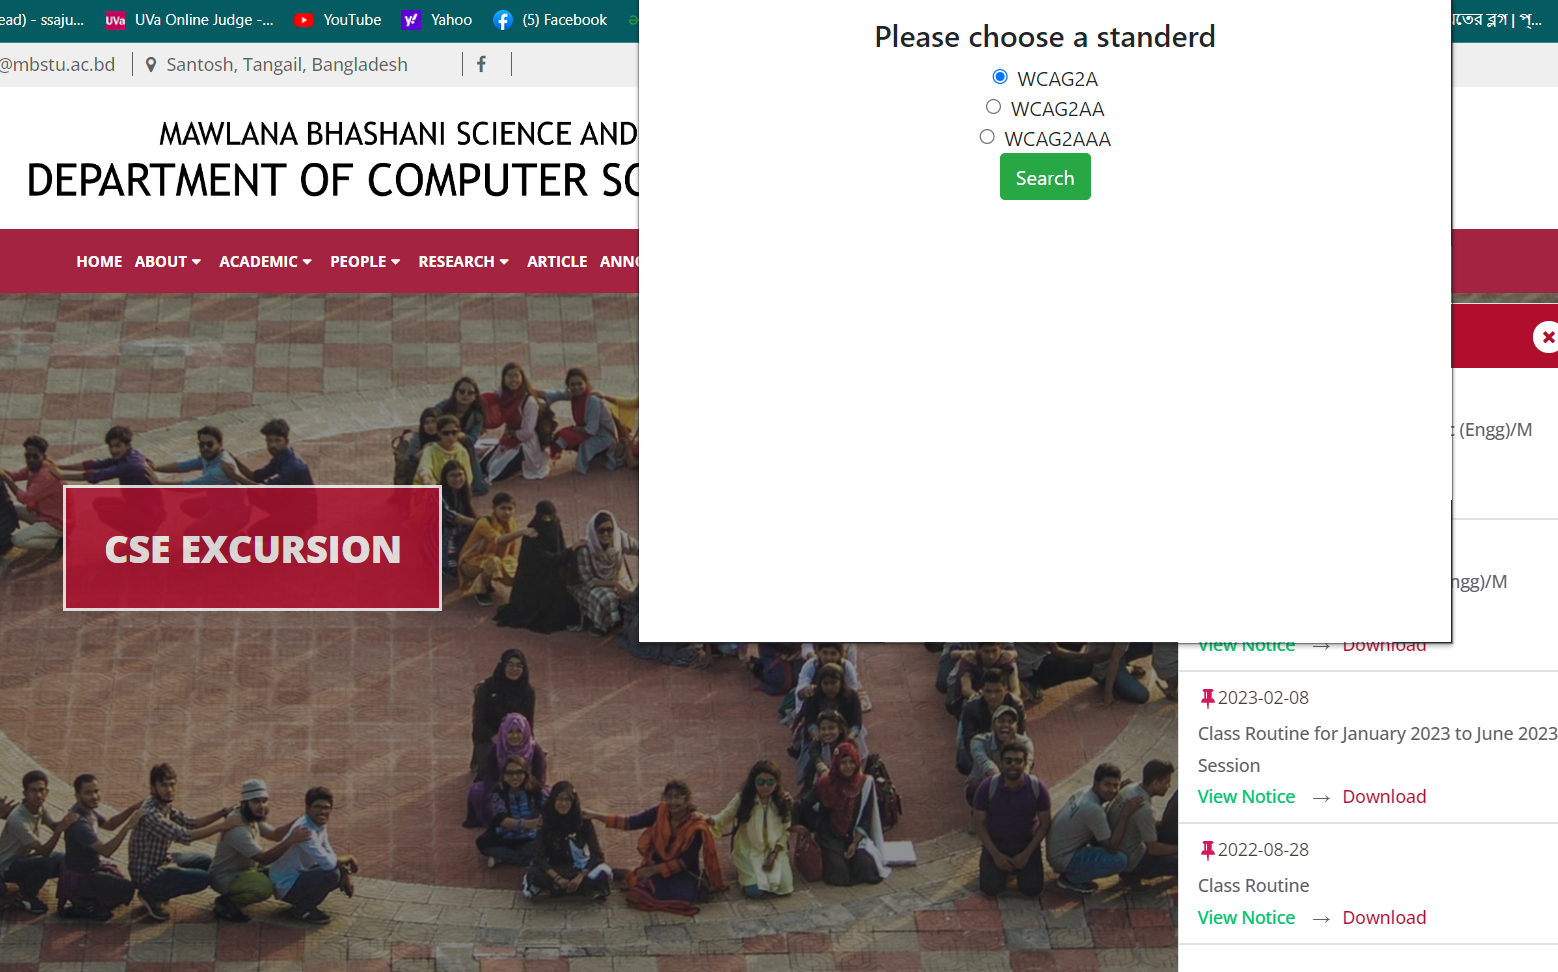 ead) - ssaju...
UVa Online Judge -...
YouTube
Yahoo
(5) Facebook
তের ব্লগ | প্...
@mbstu.ac.bd
Santosh, Tangail, Bangladesh
MAWLANA BHASHANI SCIENCE AND
DEPARTMENT OF COMPUTER SC
HOME ABOUT ACADEMIC PEOPLE RESEARCH ARTICLE ANNO
CSE EXCURSION
Please choose a standerd
WCAG2A
WCAG2AA
WCAG2AAA
Search
(Engg)/M
ngg)/M
View Notice → Download
2023-02-08
Class Routine for January 2023 to June 2023
Session
View Notice → Download
2022-08-28
Class Routine
View Notice → Download